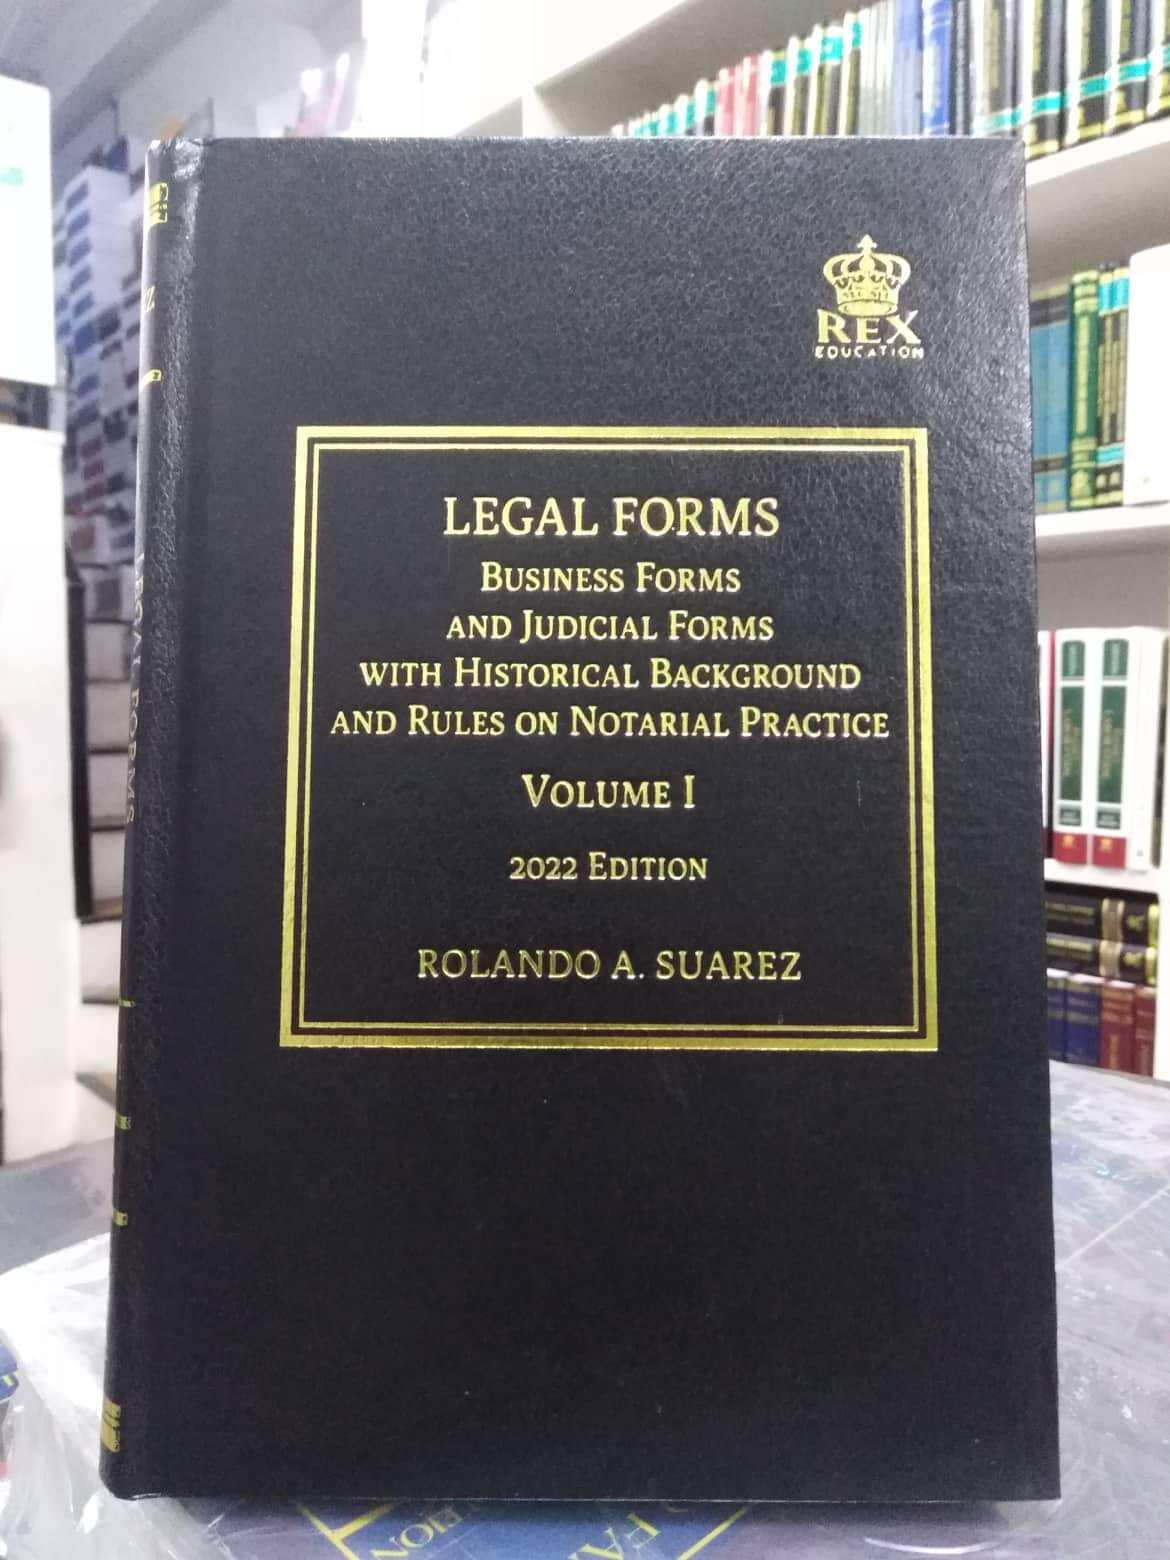 REX
EDUCATION
LEGAL FORMS
BUSINESS FORMS
AND JUDICIAL FORMS
WITH HISTORICAL BACKGROUND
AND RULES ON NOTARIAL PRACTICE
VOLUME I
2022 EDITION
ROLANDO A. SUAREZ
LEGAL FORMS